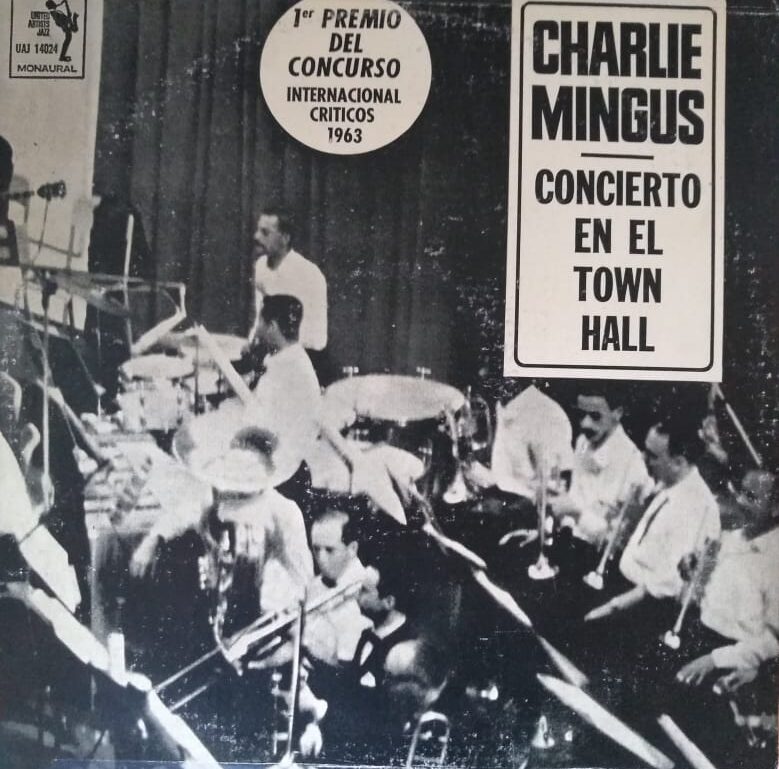 UNITED
ARTISTS
JAZZ
UAJ 14024
MONAURAL
1er PREMIO
DEL
CONCURSO
INTERNACIONAL
CRITICOS
1963
CHARLIE
MINGUS
CONCIERTO
EN EL
TOWN
HALL